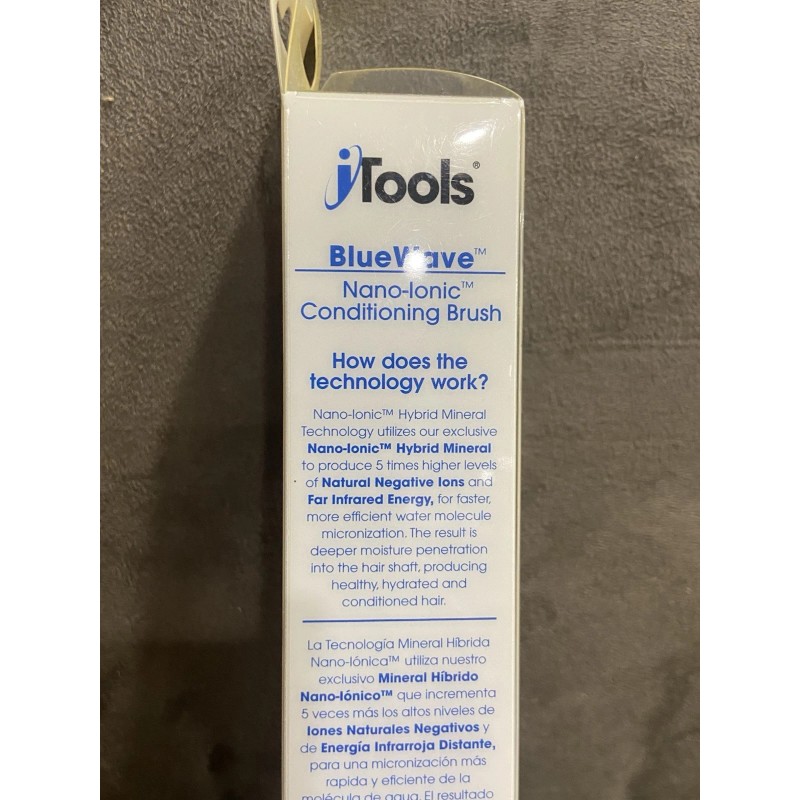 iTools®
BlueWave™
Nano-Ionic™
Conditioning Brush
How does the
technology work?
Nano-Ionic™ Hybrid Mineral
Technology utilizes our exclusive
Nano-Ionic™ Hybrid Mineral
to produce 5 times higher levels
of Natural Negative Ions and
Far Infrared Energy, for faster,
more efficient water molecule
micronization. The result is
deeper moisture penetration
into the hair shaft, producing
healthy, hydrated and
conditioned hair.
La Tecnología Mineral Híbrida
Nano-Iónica™ utiliza nuestro
exclusivo Mineral Híbrido
Nano-Iónico™ que incrementa
5 veces más los altos niveles de
Iones Naturales Negativos y
de Energía Infrarroja Distante,
para una micronización más
rapida y eficiente de la
molécula de agua. El resultado